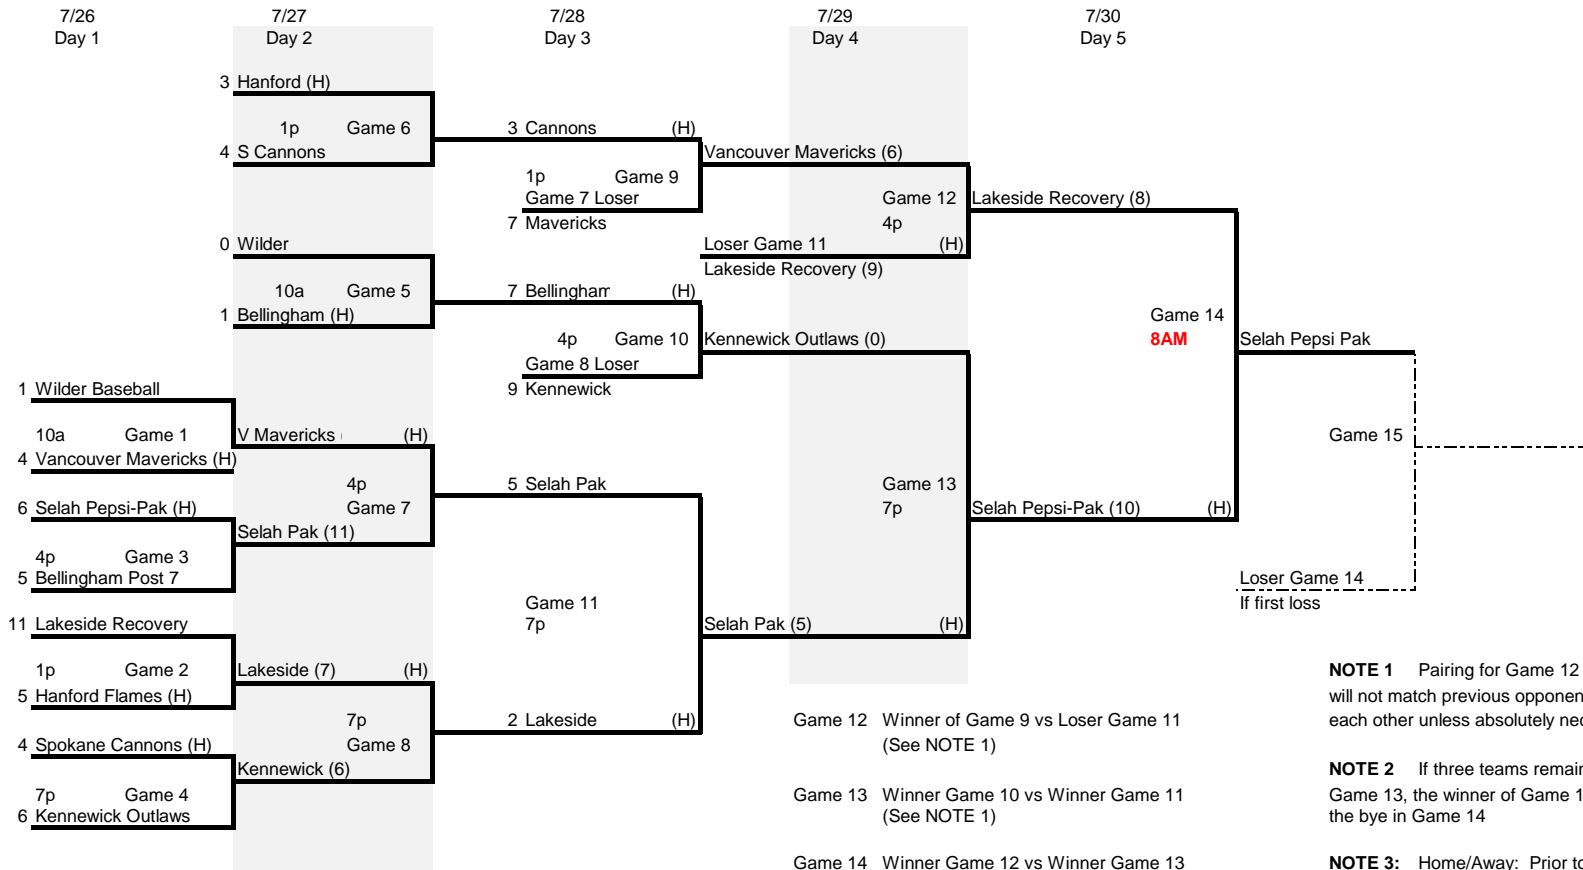 7/26 7/27 7/28 7/29 7/30
Day 1 Day 2 Day 3 Day 4 Day 5
3 Hanford (H)
1p Game 6
4 S Cannons
3 Cannons (H)
1p Game 9
Game 7 Loser
7 Mavericks
Vancouver Mavericks (6)
Game 12
4p
Loser Game 11 (H)
Lakeside Recovery (9)
Lakeside Recovery (8)
0 Wilder
10a Game 5
1 Bellingham (H)
7 Bellingham (H)
4p Game 10
Game 8 Loser
9 Kennewick
Kennewick Outlaws (0)
Game 14
8AM
Selah Pepsi Pak
1 Wilder Baseball
10a Game 1
4 Vancouver Mavericks (H)
V Mavericks (H)
4p
Game 7
6 Selah Pepsi-Pak (H)
Selah Pak (11)
4p Game 3
5 Bellingham Post 7
5 Selah Pak
Game 13
7p
Selah Pepsi-Pak (10) (H)
Game 15
Loser Game 14
If first loss
11 Lakeside Recovery
1p Game 2
5 Hanford Flames (H)
Lakeside (7) (H)
7p
Game 8
4 Spokane Cannons (H)
Kennewick (6)
7p Game 4
6 Kennewick Outlaws
Game 11
7p
Selah Pak (5) (H)
2 Lakeside (H)
Game 12 Winner of Game 9 vs Loser Game 11
(See NOTE 1)
Game 13 Winner Game 10 vs Winner Game 11
(See NOTE 1)
Game 14 Winner Game 12 vs Winner Game 13
NOTE 1 Pairing for Game 12
will not match previous opponen
each other unless absolutely ne
NOTE 2 If three teams remain
Game 13, the winner of Game 1
the bye in Game 14
NOTE 3: Home/Away: Prior to